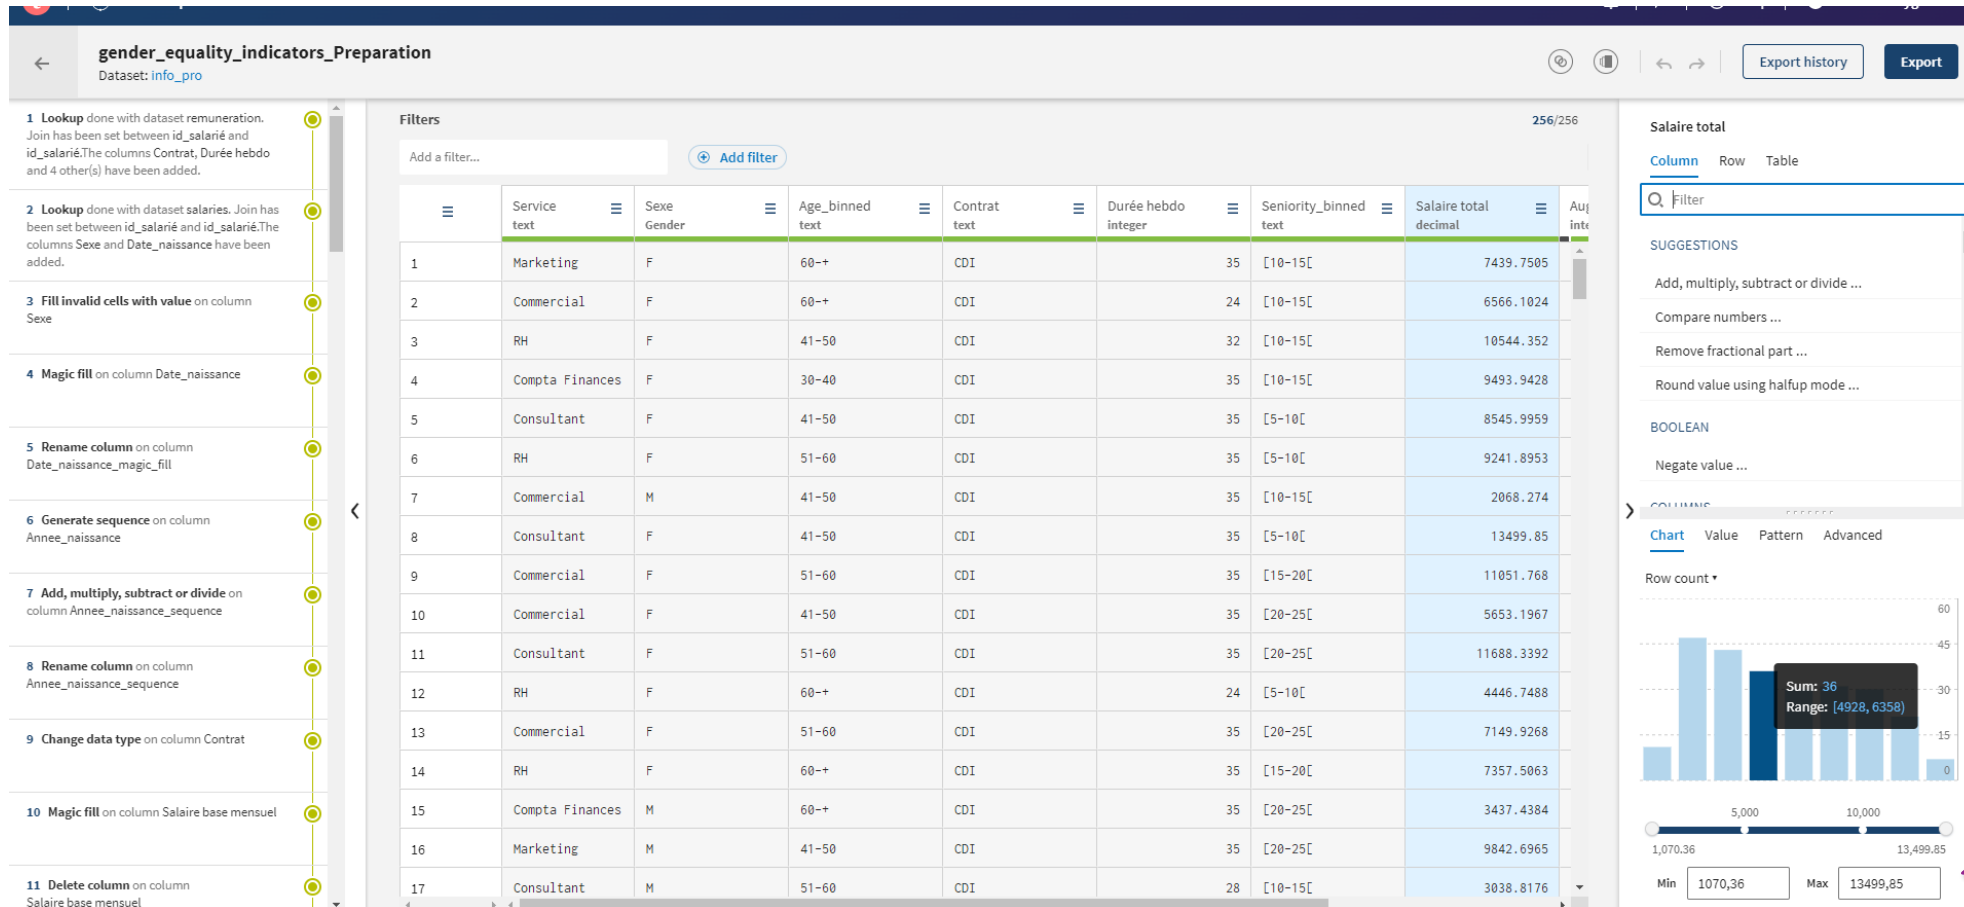 gender_equality_indicators_Preparation
Dataset: info_pro
Export history
Export
1 Lookup done with dataset remuneration.
Join has been set between id_salarié and
id_salarié.The columns Contrat, Durée hebdo
and 4 other(s) have been added.
2 Lookup done with dataset salaries. Join has
been set between id_salarié and id_salarié.The
columns Sexe and Date_naissance have been
added.
3 Fill invalid cells with value on column
Sexe
4 Magic fill on column Date_naissance
5 Rename column on column
Date_naissance_magic_fill
6 Generate sequence on column
Annee_naissance
7 Add, multiply, subtract or divide on
column Annee_naissance_sequence
8 Rename column on column
Annee_naissance_sequence
9 Change data type on column Contrat
10 Magic fill on column Salaire base mensuel
11 Delete column on column
Salaire base mensuel
Filters
256/256
Add a filter...
Add filter
Service Sexe Age_binned Contrat Durée hebdo Seniority_binned Salaire total Aug
text Gender text text integer text decimal inte
1 Marketing F 60-+ CDI 35 [10-15[ 7439.7505
2 Commercial F 60-+ CDI 24 [10-15[ 6566.1024
3 RH F 41-50 CDI 32 [10-15[ 10544.352
4 Compta Finances F 30-40 CDI 35 [10-15[ 9493.9428
5 Consultant F 41-50 CDI 35 [5-10[ 8545.9959
6 RH F 51-60 CDI 35 [5-10[ 9241.8953
7 Commercial M 41-50 CDI 35 [10-15[ 2068.274
8 Consultant F 41-50 CDI 35 [5-10[ 13499.85
9 Commercial F 51-60 CDI 35 [15-20[ 11051.768
10 Commercial F 41-50 CDI 35 [20-25[ 5653.1967
11 Consultant F 51-60 CDI 35 [20-25[ 11688.3392
12 RH F 60-+ CDI 24 [5-10[ 4446.7488
13 Commercial F 51-60 CDI 35 [20-25[ 7149.9268
14 RH F 60-+ CDI 35 [15-20[ 7357.5063
15 Compta Finances M 60-+ CDI 35 [20-25[ 3437.4384
16 Marketing M 41-50 CDI 35 [20-25[ 9842.6965
17 Consultant M 51-60 CDI 28 [10-15[ 3038.8176
Salaire total
Column Row Table
Filter
SUGGESTIONS
Add, multiply, subtract or divide ...
Compare numbers ...
Remove fractional part ...
Round value using halfup mode ...
BOOLEAN
Negate value ...
COLUMNS
Chart Value Pattern Advanced
Row count
60
45
30
15
0
Sum: 36
Range: [4928, 6358)
5,000 10,000
1,070.36 13,499.85
Min 1070,36 Max 13499,85